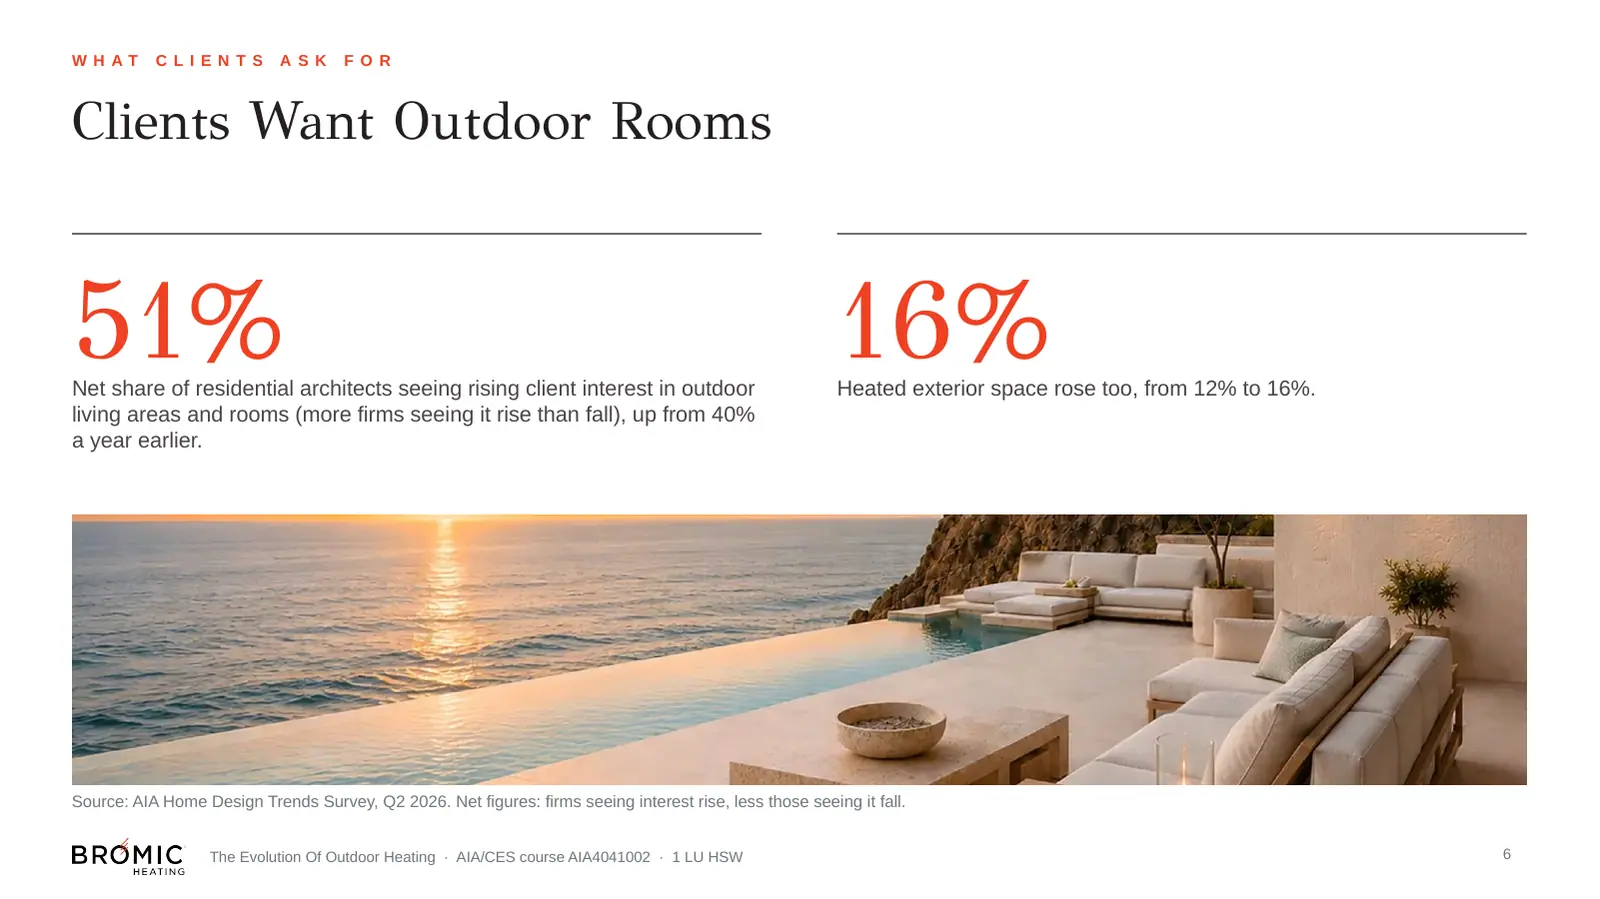 WHAT CLIENTS ASK FOR
Clients Want Outdoor Rooms
51%
Net share of residential architects seeing rising client interest in outdoor
living areas and rooms (more firms seeing it rise than fall), up from 40%
a year earlier.
16%
Heated exterior space rose too, from 12% to 16%.
Source: AIA Home Design Trends Survey, Q2 2026. Net figures: firms seeing interest rise, less those seeing it fall.
BROMIC
HEATING
The Evolution Of Outdoor Heating · AIA/CES course AIA4041002 · 1 LU HSW
6